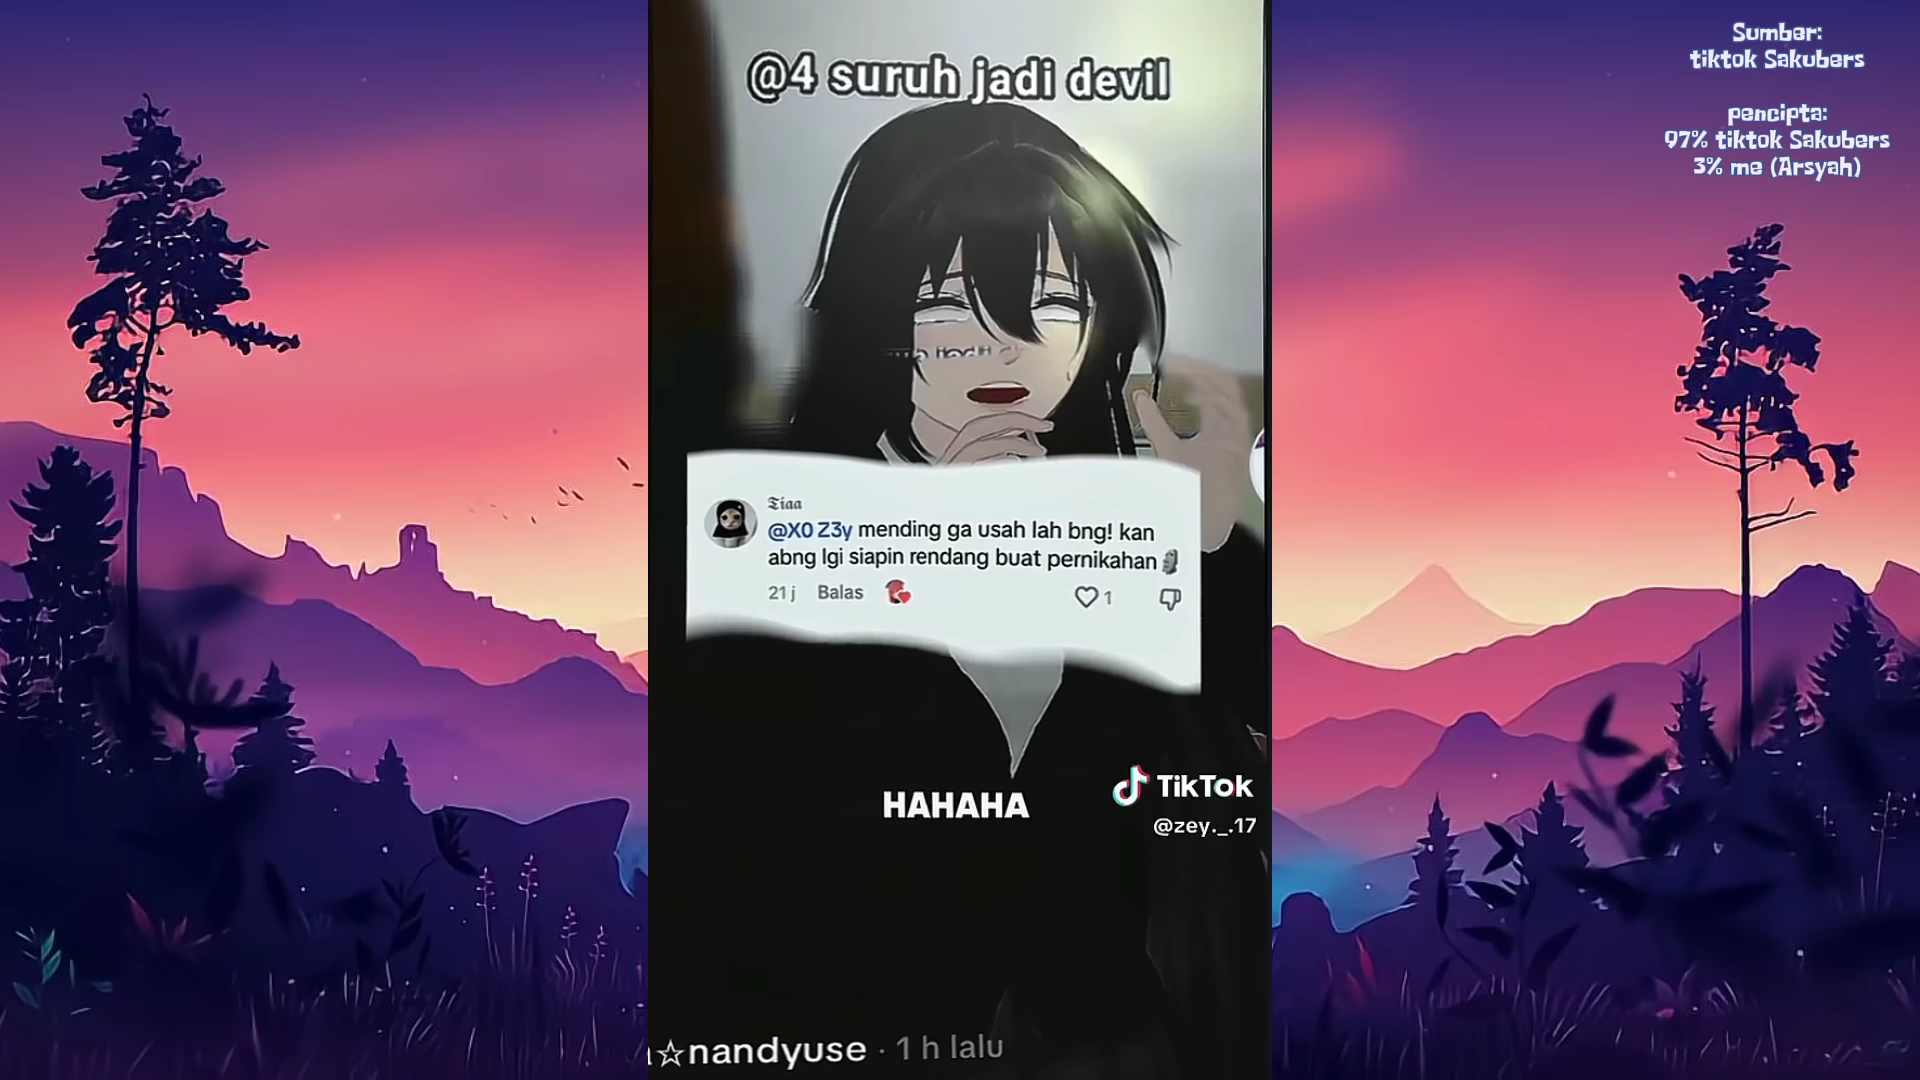 @4 suruh jadi devil
Sumber:
tiktok Sakubers
pencipta:
97% tiktok Sakubers
3% me (Arsyah)
jadi
𝕿𝖎𝖆𝖆
@X0 Z3y mending ga usah lah bng! kan
abng lgi siapin rendang buat pernikahan🗿
21 j Balas 1
HAHAHA
TikTok
@zey._.17
☆nandyuse · 1 h lalu